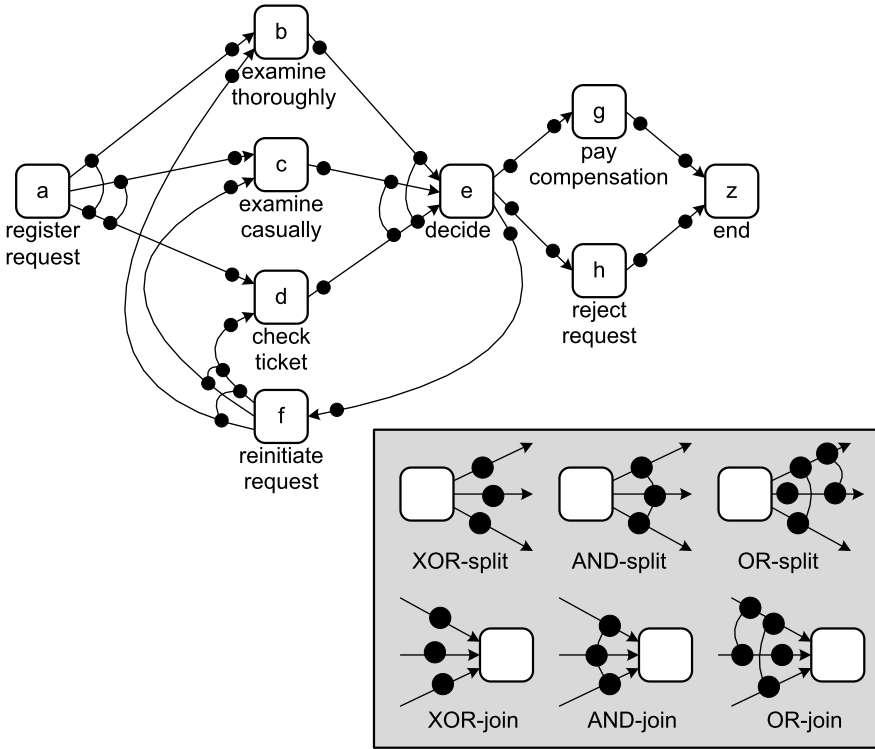 b
examine
thoroughly
g
pay
compensation
c
examine
casually
a
register
request
e
decide
z
end
d
check
ticket
h
reject
request
f
reinitiate
request
XOR-split
AND-split
OR-split
XOR-join
AND-join
OR-join